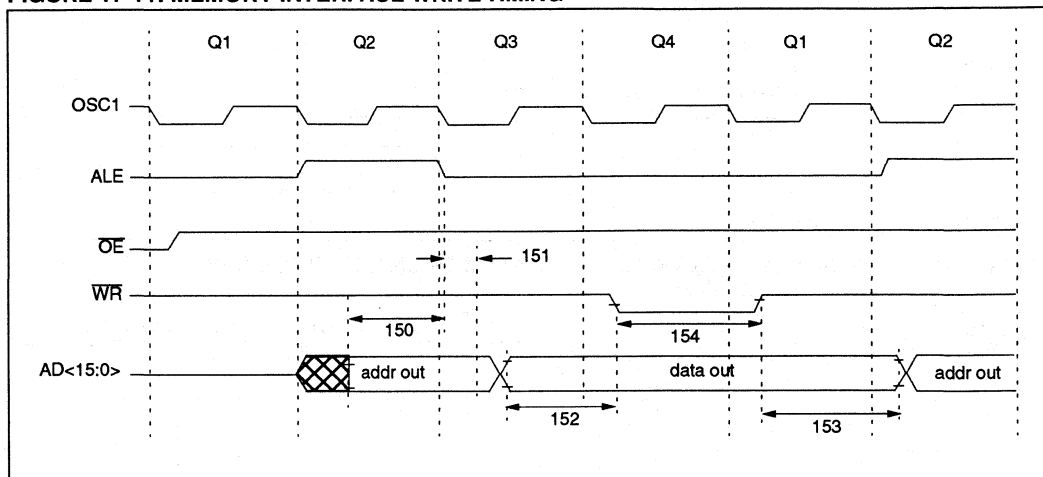 FIGURE MEMORY INTERFACE WRITE TIMING
Q1 Q2 Q3 Q4 Q1 Q2
OSC1
ALE
OE
151
WR
150
154
AD<15:0>
addr out
data out
addr out
152
153